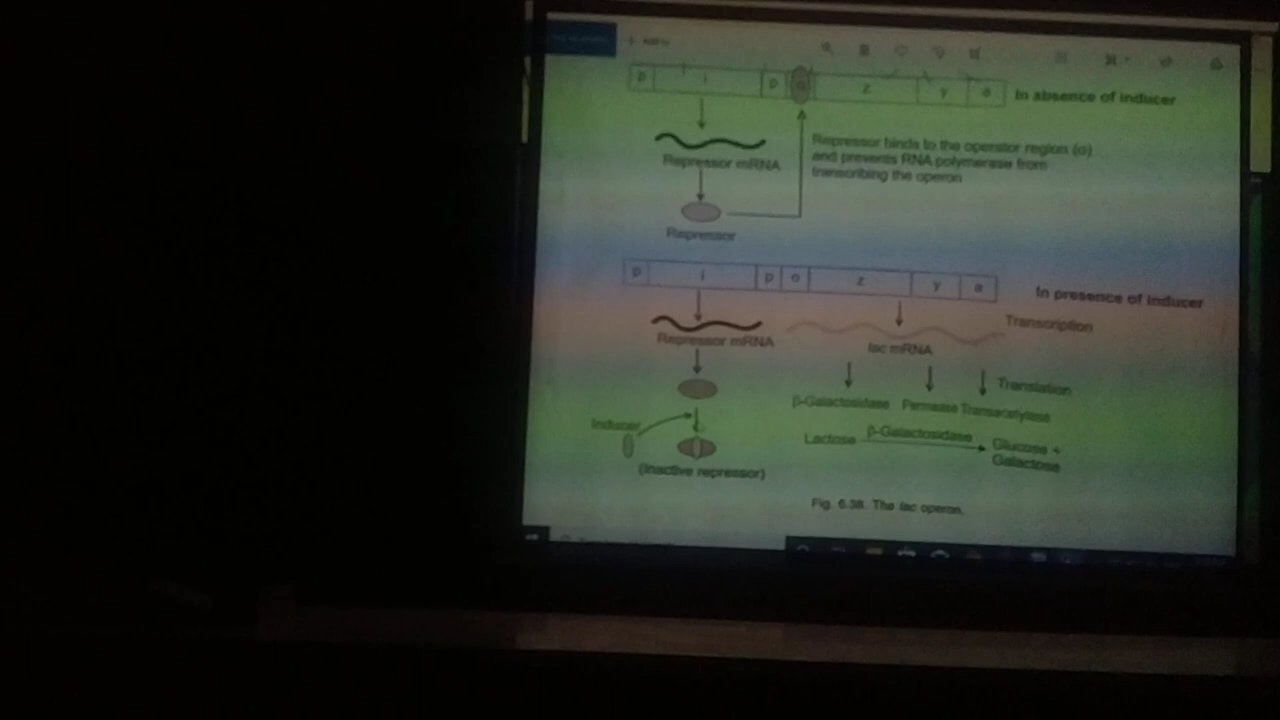 p i p o z y a In absence of inducer
Repressor binds to the operator region (o)
and prevents RNA polymerase from
transcribing the operon
Repressor mRNA
Repressor
p i p o z y a In presence of inducer
Transcription
Repressor mRNA
lac mRNA
Translation
β-Galactosidase Permease Transacetylase
Inducer
Lactose β-Galactosidase Glucose +
Galactose
(Inactive repressor)
Fig. 6.38. The lac operon.